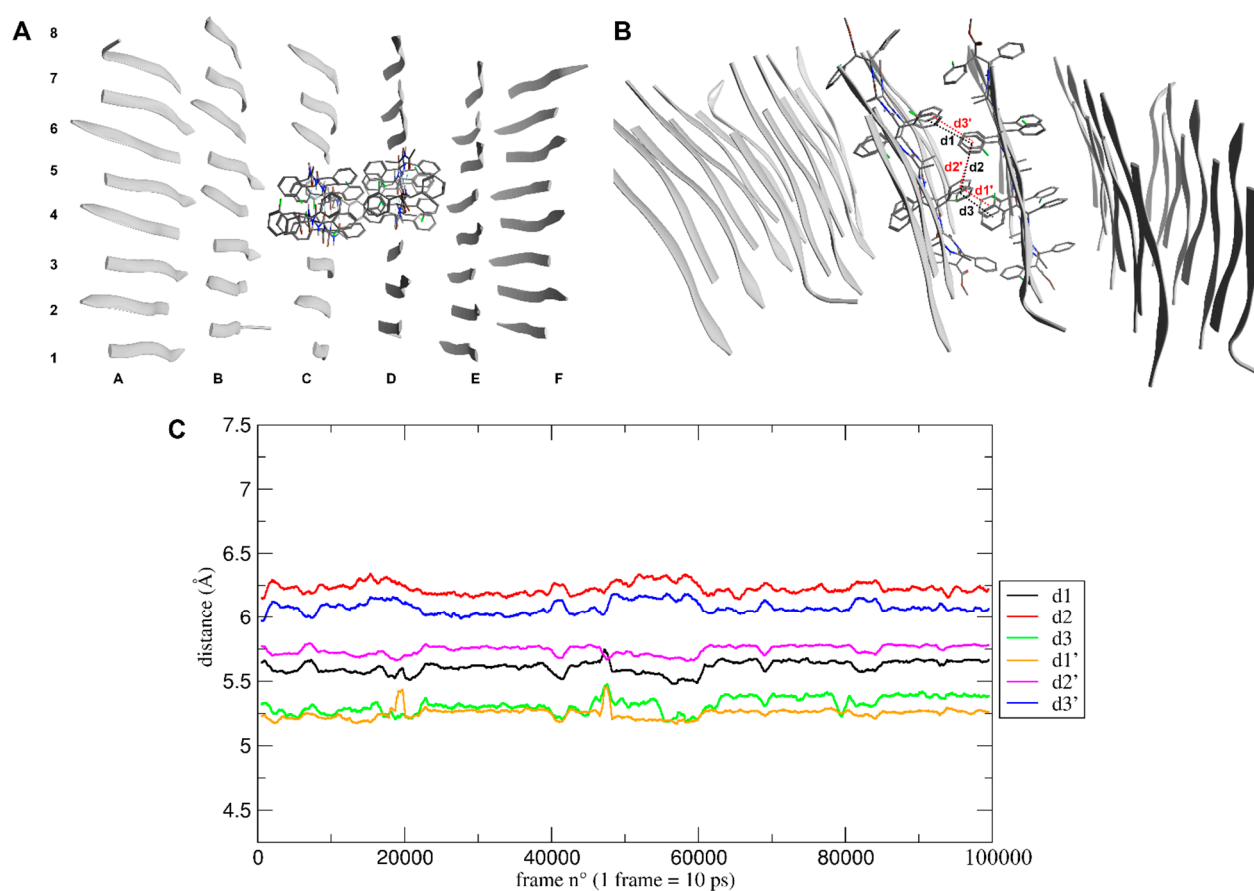 A
8
7
6
5
4
3
2
1
A B C D E F
B
d3'
d1
d2' d2
d1'
d3
C
7.5
7
6.5
6
5.5
5
4.5
distance (Å)
0 20000 40000 60000 80000 100000
frame n° (1 frame = 10 ps)
d1
d2
d3
d1'
d2'
d3'